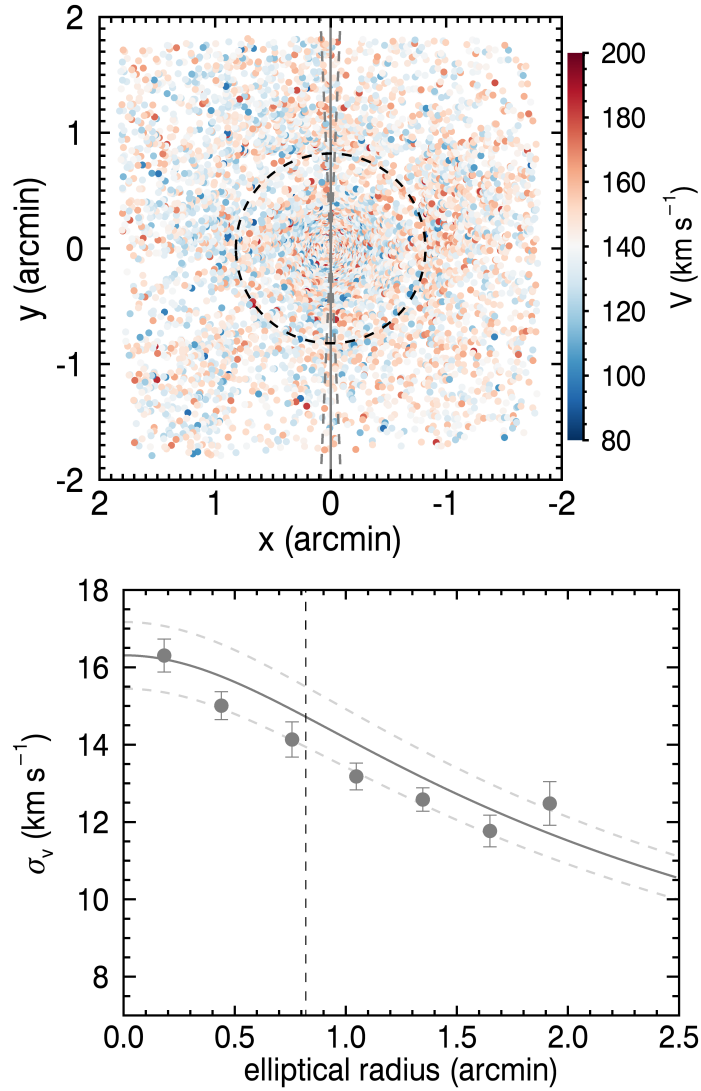 2
1
0
-1
-2
y (arcmin)
2 1 0 -1 -2
x (arcmin)
200
180
160
140
120
100
80
V (km s⁻¹)
18
16
14
12
10
8
σᵥ (km s⁻¹)
0.0 0.5 1.0 1.5 2.0 2.5
elliptical radius (arcmin)